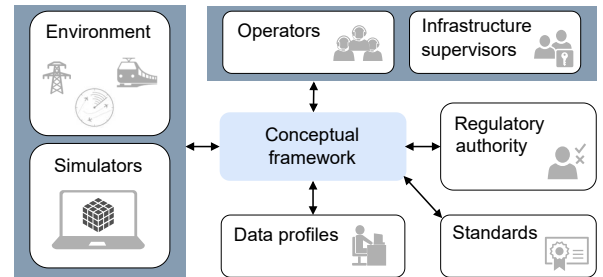 Environment
Operators
Infrastructure
supervisors
Conceptual
framework
Regulatory
authority
Simulators
Data profiles
Standards